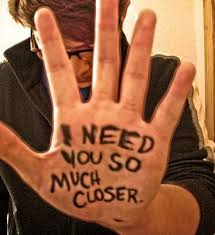 I NEED
YOU SO
MUCH
CLOSER.